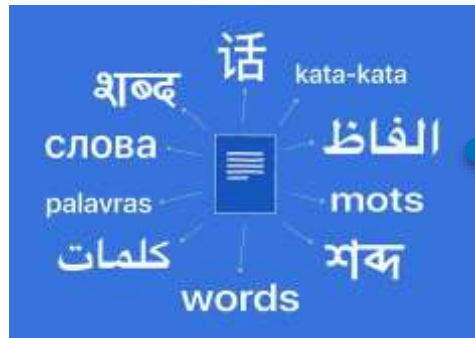 话
शब्द
kata-kata
слова
الفاظ
palavras
mots
كلمات
শব্দ
words